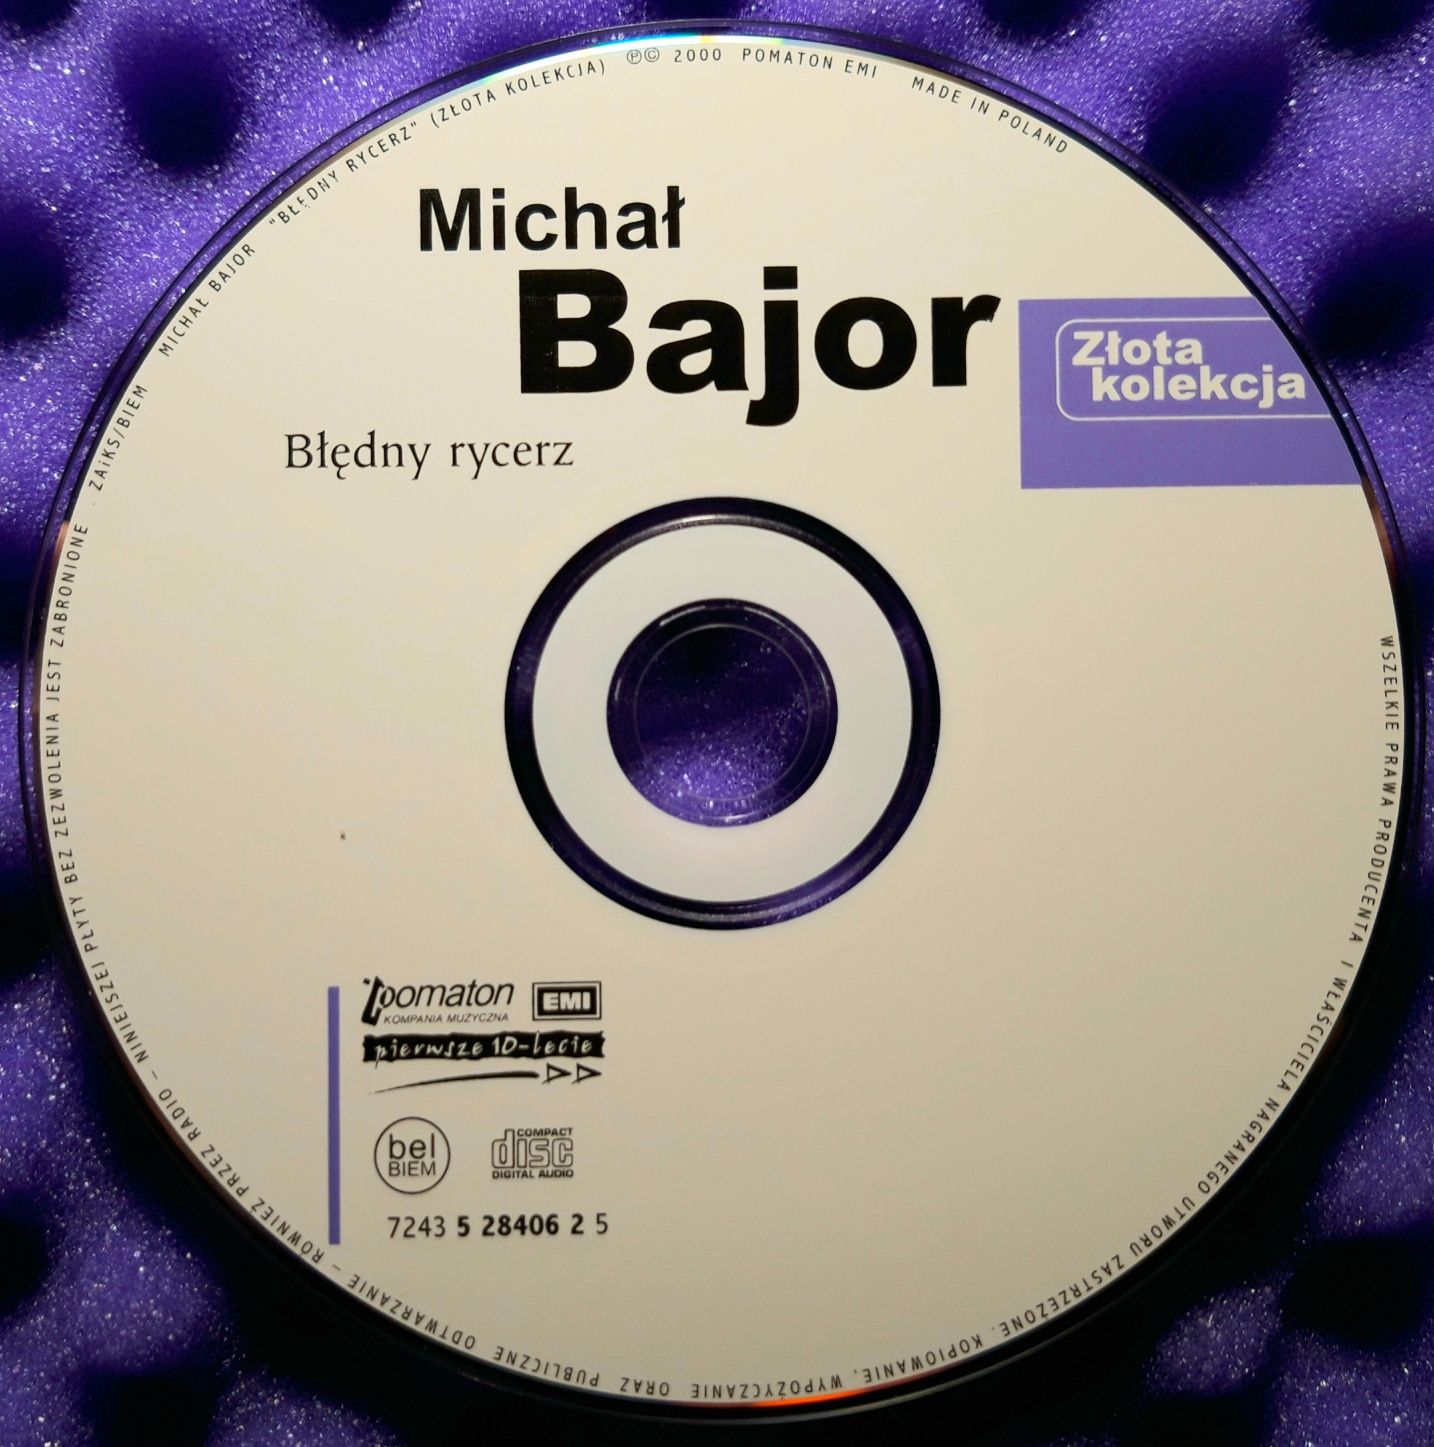 MICHAŁ BAJOR "BŁĘDNY RYCERZ" (ZŁOTA KOLEKCJA) ℗© 2000 POMATON EMI MADE IN POLAND
Michał
Bajor
Złota
kolekcja
Błędny rycerz
pomaton
KOMPANIA MUZYCZNA
EMI
pierwsze 10-lecie
bel
BIEM
COMPACT
disc
DIGITAL AUDIO
7243 5 28406 2 5
WSZELKIE PRAWA PRODUCENTA I WŁAŚCICIELA NAGRANEGO UTWORU ZASTRZEŻONE. KOPIOWANIE, WYPOŻYCZANIE ORAZ PUBLICZNE ODTWARZANIE – RÓWNIEŻ PRZEZ RADIO – NINIEJSZEJ PŁYTY BEZ ZEZWOLENIA JEST ZABRONIONE · ZAiKS/BIEM